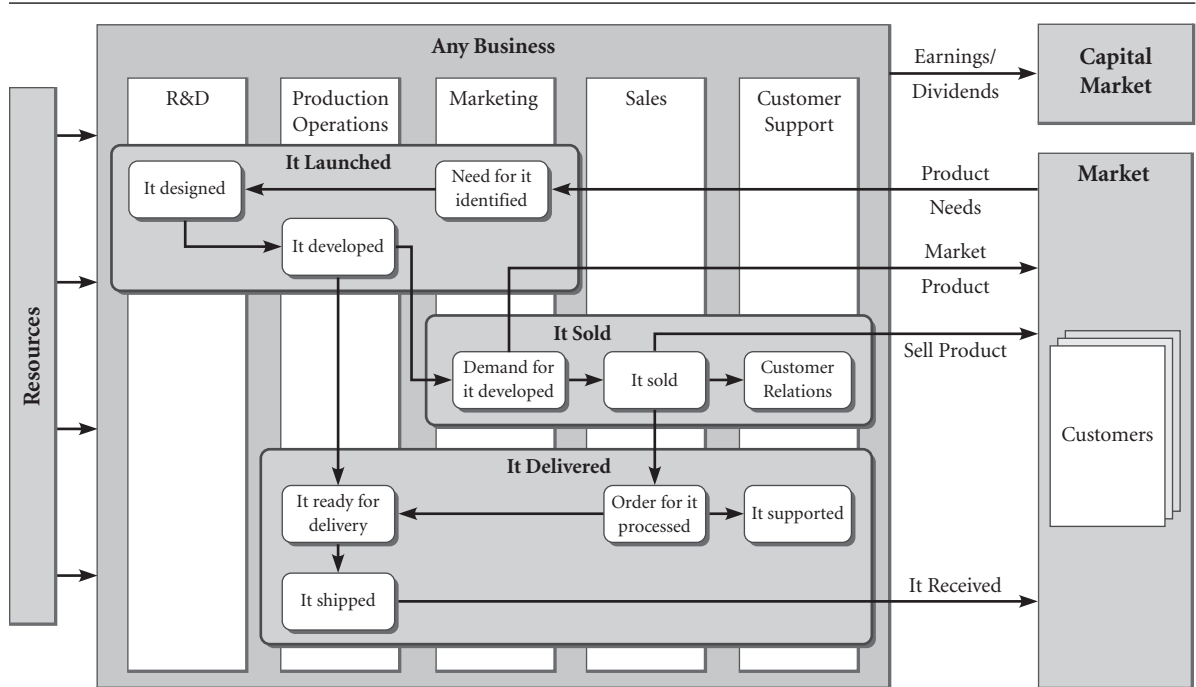 Any Business
Earnings/
Dividends
Capital
Market
R&D
Production
Operations
Marketing
Sales
Customer
Support
It Launched
It designed
Need for it
identified
It developed
Product
Needs
Market
Market
Product
Resources
It Sold
Demand for
it developed
It sold
Customer
Relations
Sell Product
Customers
It Delivered
It ready for
delivery
Order for it
processed
It supported
It shipped
It Received